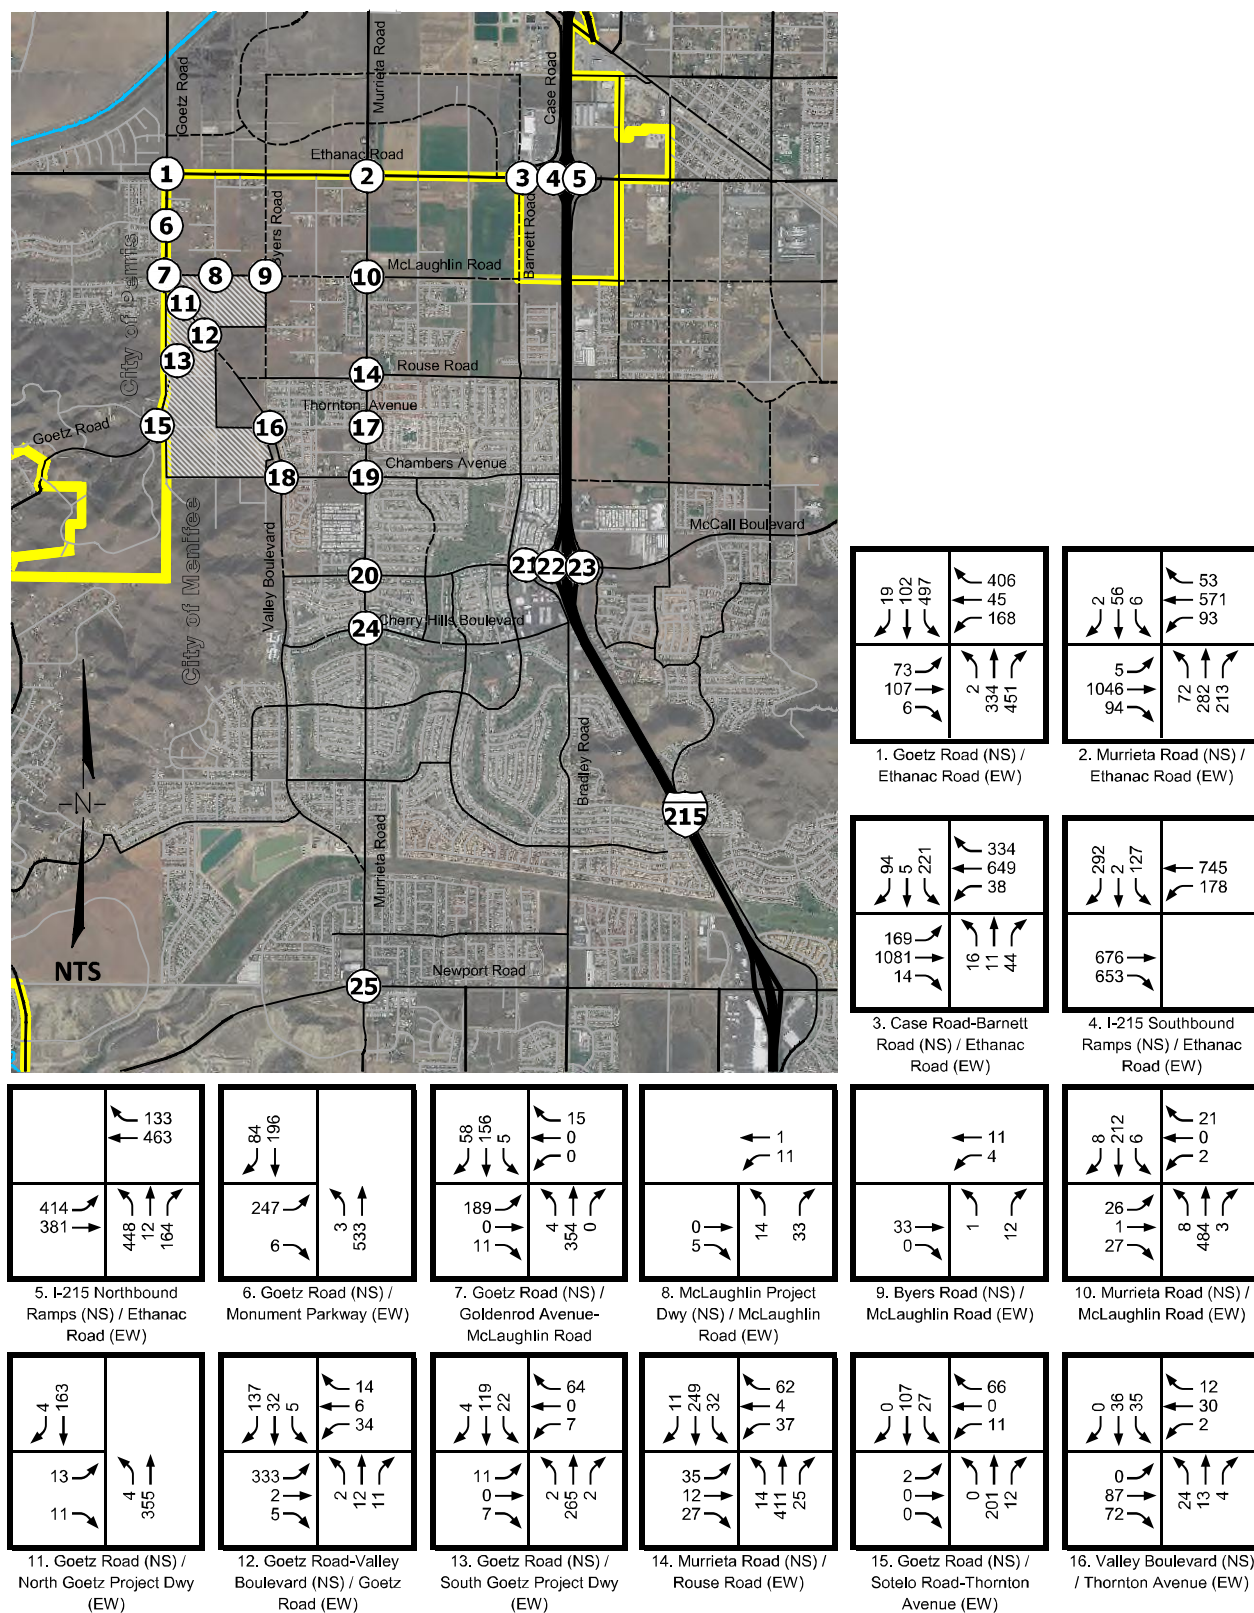 Goetz Road
Murrieta Road
Case Road
Ethanac Road
1
2
3
4
5
6
Byers Road
Barnett Road
City of Perris
7
8
9
10
McLaughlin Road
11
12
13
14
Rouse Road
Thornton Avenue
15
16
17
Goetz Road
18
19
Chambers Avenue
McCall Boulevard
City of Menifee
Valley Boulevard
20
21
22
23
24
Cherry Hills Boulevard
Bradley Road
215
-N-
Murrieta Road
NTS
25
Newport Road
19
102
497
406
45
168
73
107
6
2
334
451
1. Goetz Road (NS) /
Ethanac Road (EW)
2
56
6
53
571
93
5
1046
94
72
282
213
2. Murrieta Road (NS) /
Ethanac Road (EW)
94
5
221
334
649
38
169
1081
14
16
11
44
3. Case Road-Barnett
Road (NS) / Ethanac
Road (EW)
292
2
127
745
178
676
653
4. I-215 Southbound
Ramps (NS) / Ethanac
Road (EW)
133
463
414
381
448
12
164
5. I-215 Northbound
Ramps (NS) / Ethanac
Road (EW)
84
196
247
6
3
533
6. Goetz Road (NS) /
Monument Parkway (EW)
58
156
5
15
0
0
189
0
11
4
354
0
7. Goetz Road (NS) /
Goldenrod Avenue-
McLaughlin Road
1
11
0
5
14
33
8. McLaughlin Project
Dwy (NS) / McLaughlin
Road (EW)
11
4
33
0
1
12
9. Byers Road (NS) /
McLaughlin Road (EW)
8
212
6
21
0
2
26
1
27
8
484
3
10. Murrieta Road (NS) /
McLaughlin Road (EW)
4
163
13
11
4
355
11. Goetz Road (NS) /
North Goetz Project Dwy
(EW)
137
32
5
14
6
34
333
2
5
2
12
11
12. Goetz Road-Valley
Boulevard (NS) / Goetz
Road (EW)
4
119
22
64
0
7
11
0
7
2
265
2
13. Goetz Road (NS) /
South Goetz Project Dwy
(EW)
11
249
32
62
4
37
35
12
27
14
411
25
14. Murrieta Road (NS) /
Rouse Road (EW)
0
107
27
66
0
11
2
0
0
0
201
12
15. Goetz Road (NS) /
Sotelo Road-Thornton
Avenue (EW)
0
36
35
12
30
2
0
87
72
24
13
4
16. Valley Boulevard (NS)
/ Thornton Avenue (EW)